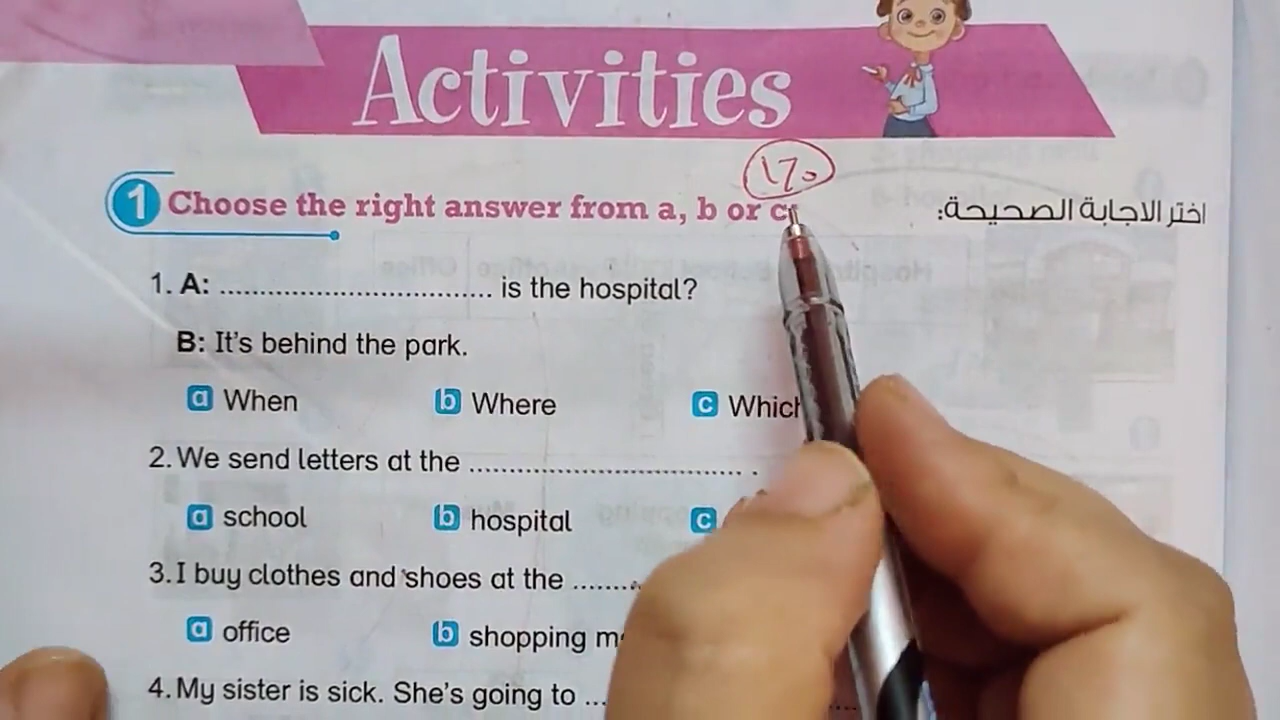 Activities
١٦٠
1 Choose the right answer from a, b or c:
اختر الاجابة الصحيحة:
1. A: .................................. is the hospital?
B: It's behind the park.
a When b Where c Which
2. We send letters at the .................................. .
a school b hospital c
3. I buy clothes and shoes at the .........
a office b shopping
4. My sister is sick. She's going to ...